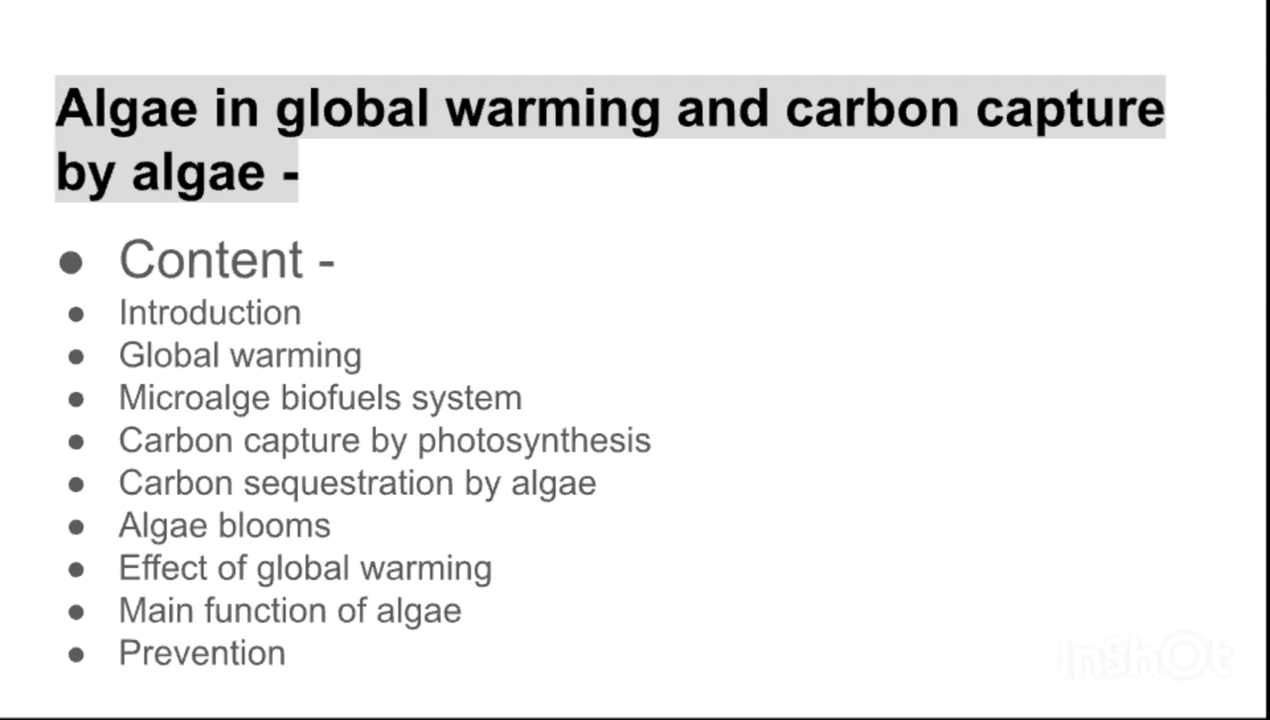 Algae in global warming and carbon capture
by algae -
● Content -
● Introduction
● Global warming
● Microalge biofuels system
● Carbon capture by photosynthesis
● Carbon sequestration by algae
● Algae blooms
● Effect of global warming
● Main function of algae
● Prevention
InShOt